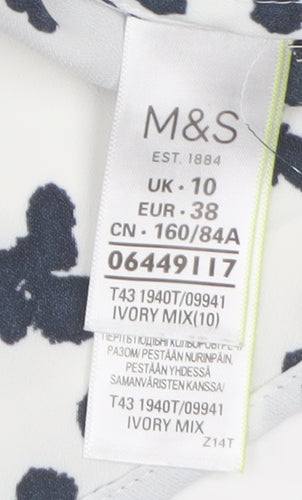 M&S
EST. 1884
UK · 10
EUR · 38
CN · 160/84A
06449117
T43 1940T/09941
IVORY MIX(10)
РАЗОМ/ PESTÄÄN NURINPÄIN,
PESTÄÄN YHDESSÄ
SAMANVÄRISTEN KANSSA/
T43 1940T/09941
IVORY MIX
Z14T